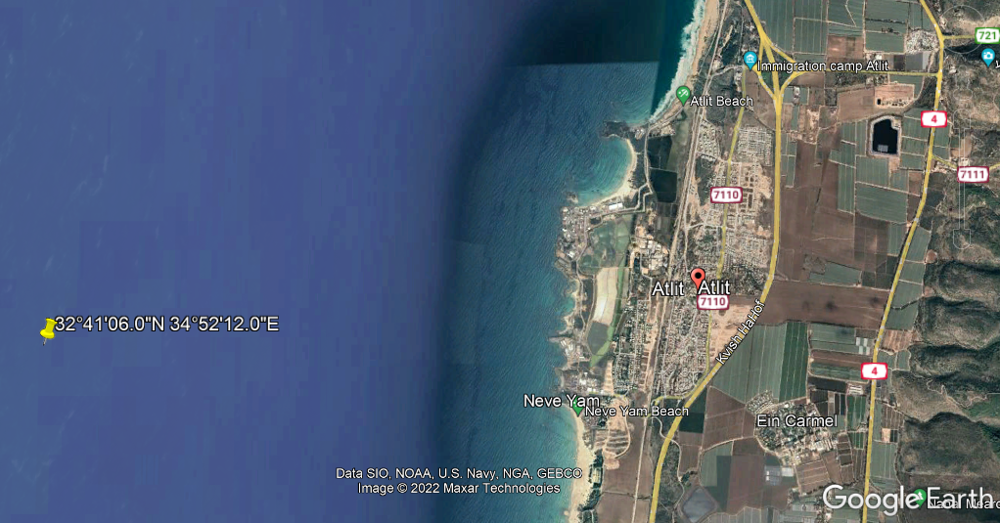 721
Immigration camp Atlit
Atlit Beach
4
7111
7110
Atlit Atlit
7110
32°41'06.0"N 34°52'12.0"E
Kvish HaHof
4
Neve Yam
Neve Yam Beach
Ein Carmel
Data SIO, NOAA, U.S. Navy, NGA, GEBCO
Image © 2022 Maxar Technologies
Google Earth